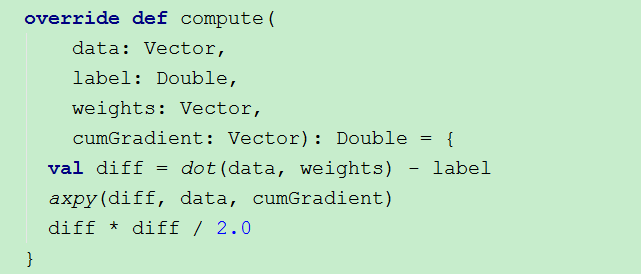 override def compute(
    data: Vector,
    label: Double,
    weights: Vector,
    cumGradient: Vector): Double = {
  val diff = dot(data, weights) - label
  axpy(diff, data, cumGradient)
  diff * diff / 2.0
}